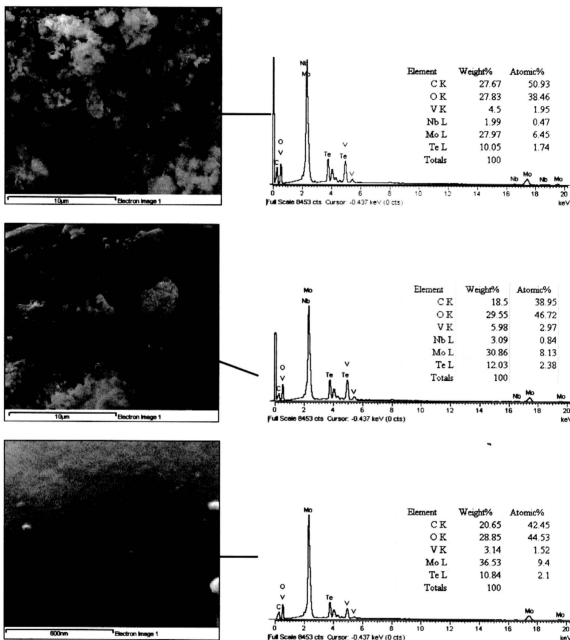 Nb
Mo
O
V
C
Te
Te
V
V
Nb
Mo
Nb
Mo
0 2 4 6 8 10 12 14 16 18 20
Full Scale 8453 cts Cursor: -0.437 keV (0 cts) keV
Element Weight% Atomic%
C K 27.67 50.93
O K 27.83 38.46
V K 4.5 1.95
Nb L 1.99 0.47
Mo L 27.97 6.45
Te L 10.05 1.74
Totals 100
10µm Electron Image 1
Mo
Nb
O
V
C
Te
Te
V
V
Nb
Mo
Mo
0 2 4 6 8 10 12 14 16 18 20
Full Scale 8453 cts Cursor: -0.437 keV (0 cts) keV
Element Weight% Atomic%
C K 18.5 38.95
O K 29.55 46.72
V K 5.98 2.97
Nb L 3.09 0.84
Mo L 30.86 8.13
Te L 12.03 2.38
Totals 100
10µm Electron Image 1
Mo
O
V
C
Te
V
V
Mo
Mo
0 2 4 6 8 10 12 14 16 18 20
Full Scale 8453 cts Cursor: -0.437 keV (0 cts) keV
Element Weight% Atomic%
C K 20.65 42.45
O K 28.85 44.53
V K 3.14 1.52
Mo L 36.53 9.4
Te L 10.84 2.1
Totals 100
600nm Electron Image 1